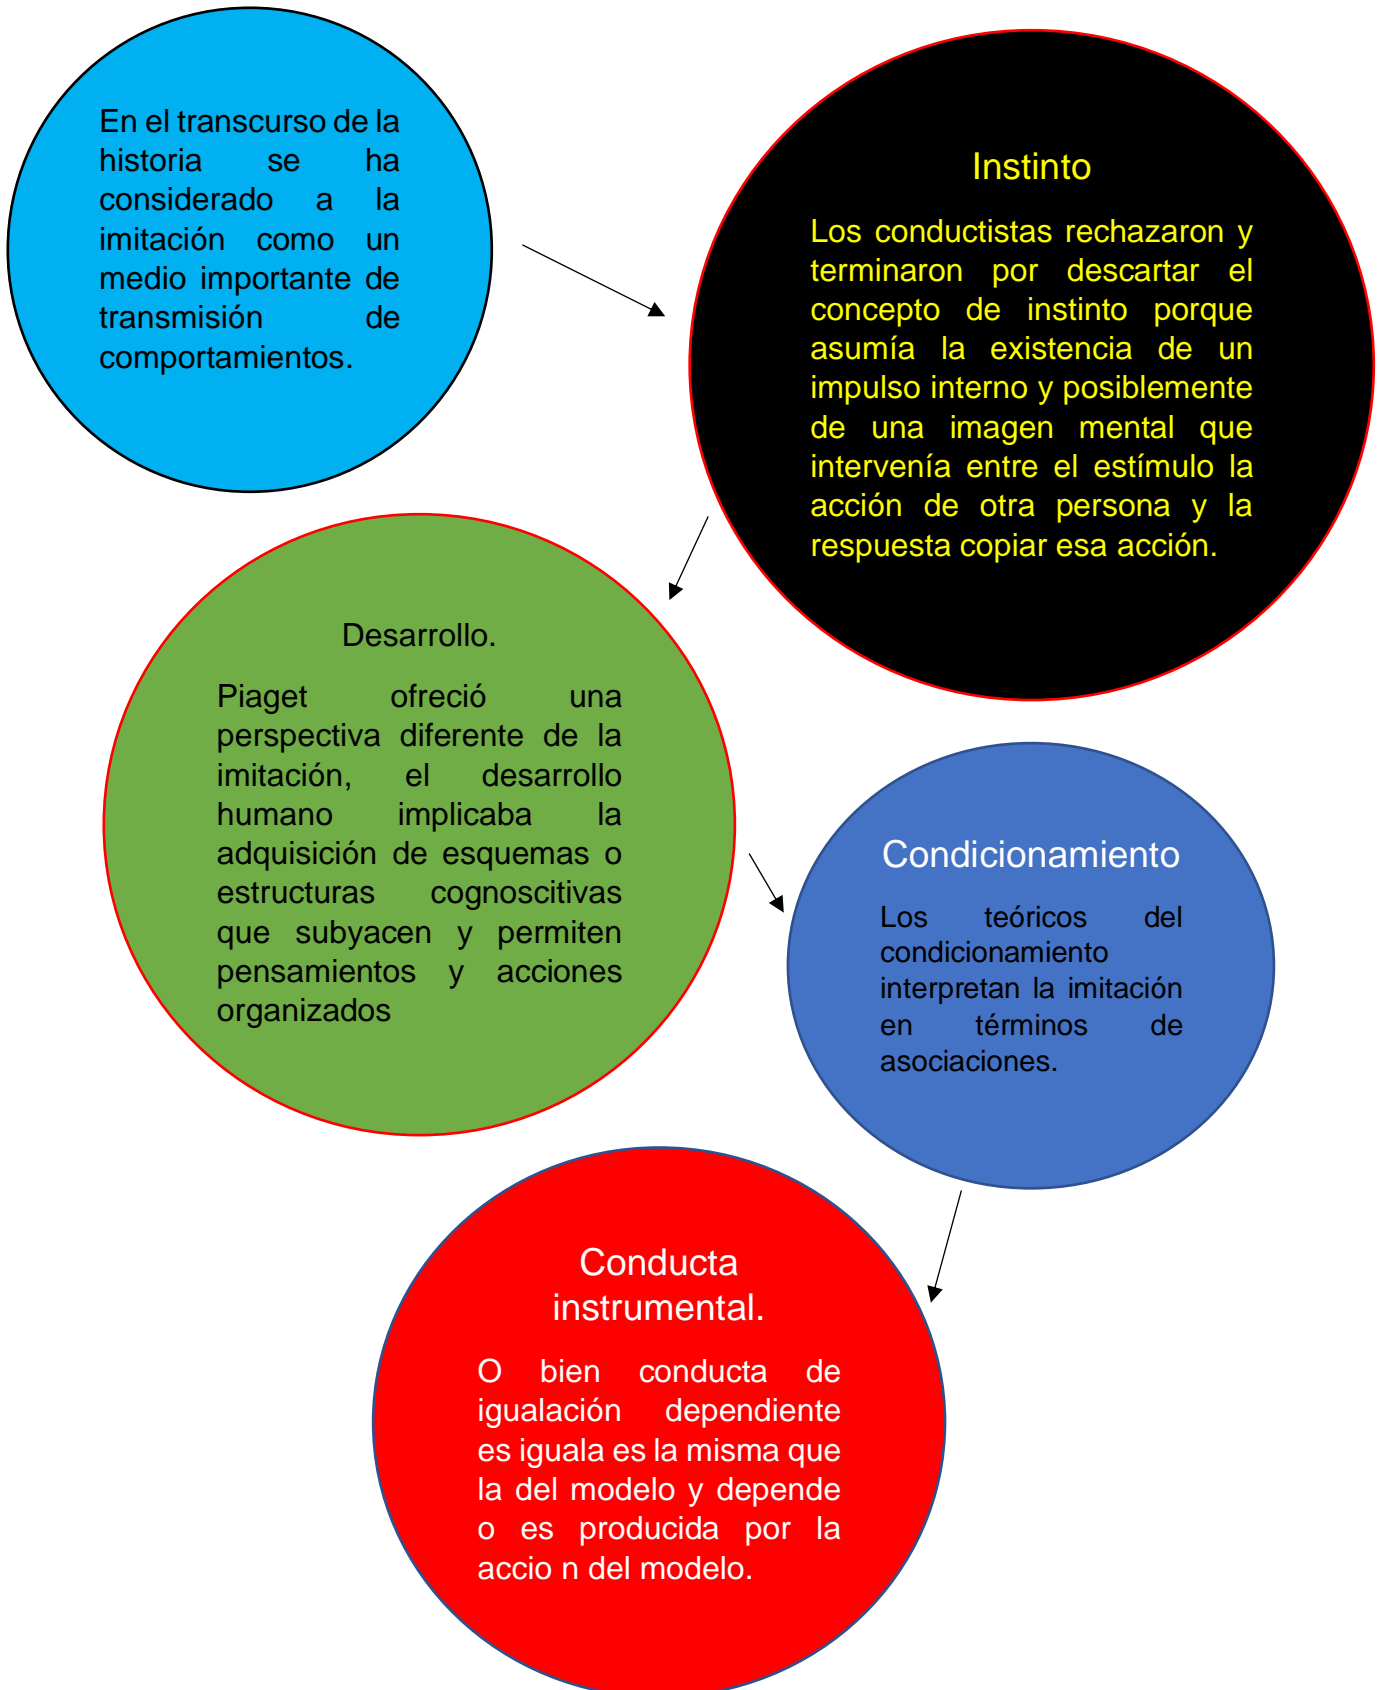 En el transcurso de la
historia se ha
considerado a la
imitación como un
medio importante de
transmisión de
comportamientos.
Instinto
Los conductistas rechazaron y
terminaron por descartar el
concepto de instinto porque
asumía la existencia de un
impulso interno y posiblemente
de una imagen mental que
intervenía entre el estímulo la
acción de otra persona y la
respuesta copiar esa acción.
Desarrollo.
Piaget ofreció una
perspectiva diferente de la
imitación, el desarrollo
humano implicaba la
adquisición de esquemas o
estructuras cognoscitivas
que subyacen y permiten
pensamientos y acciones
organizados
Condicionamiento
Los teóricos del
condicionamiento
interpretan la imitación
en términos de
asociaciones.
Conducta
instrumental.
O bien conducta de
igualación dependiente
es iguala es la misma que
la del modelo y depende
o es producida por la
accio n del modelo.